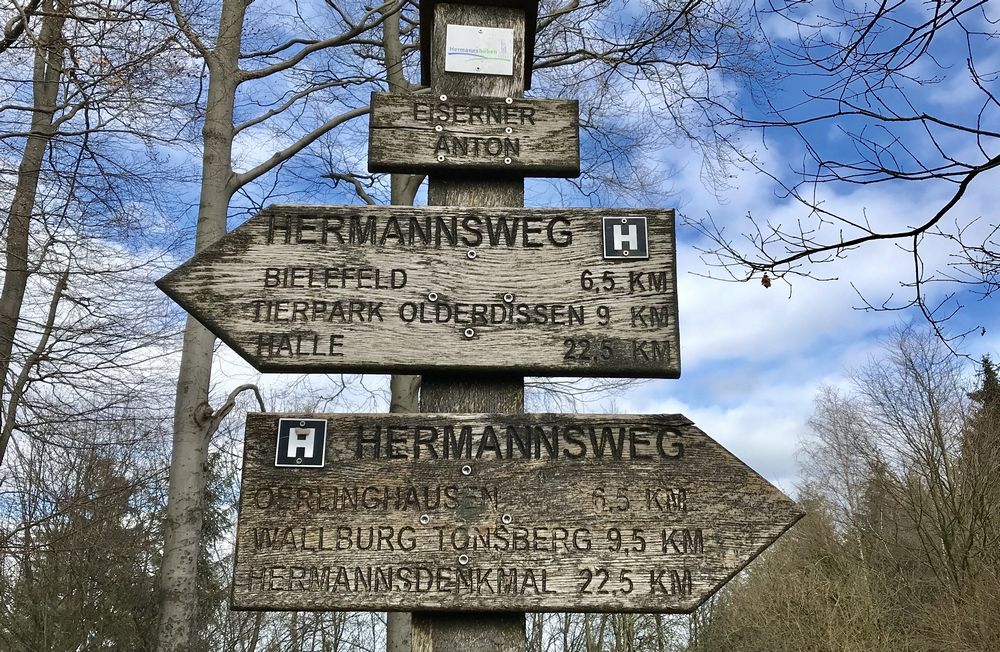 Hermannshöhen
EISERNER
ANTON
HERMANNSWEG H
BIELEFELD 6,5 KM
TIERPARK OLDERDISSEN 9 KM
HALLE 22,5 KM
H HERMANNSWEG
OERLINGHAUSEN 6,5 KM
WALLBURG TÖNSBERG 9,5 KM
HERMANNSDENKMAL 22,5 KM